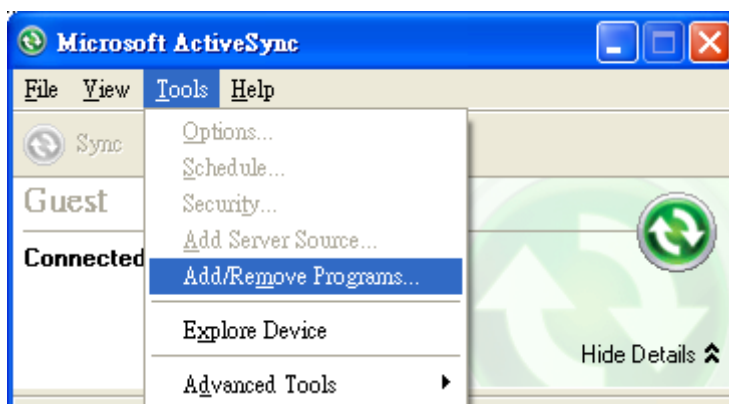 Microsoft ActiveSync
File View Tools Help
Sync
Options...
Schedule...
Guest
Security...
Add Server Source...
Connected
Add/Remove Programs...
Explore Device
Hide Details
Advanced Tools